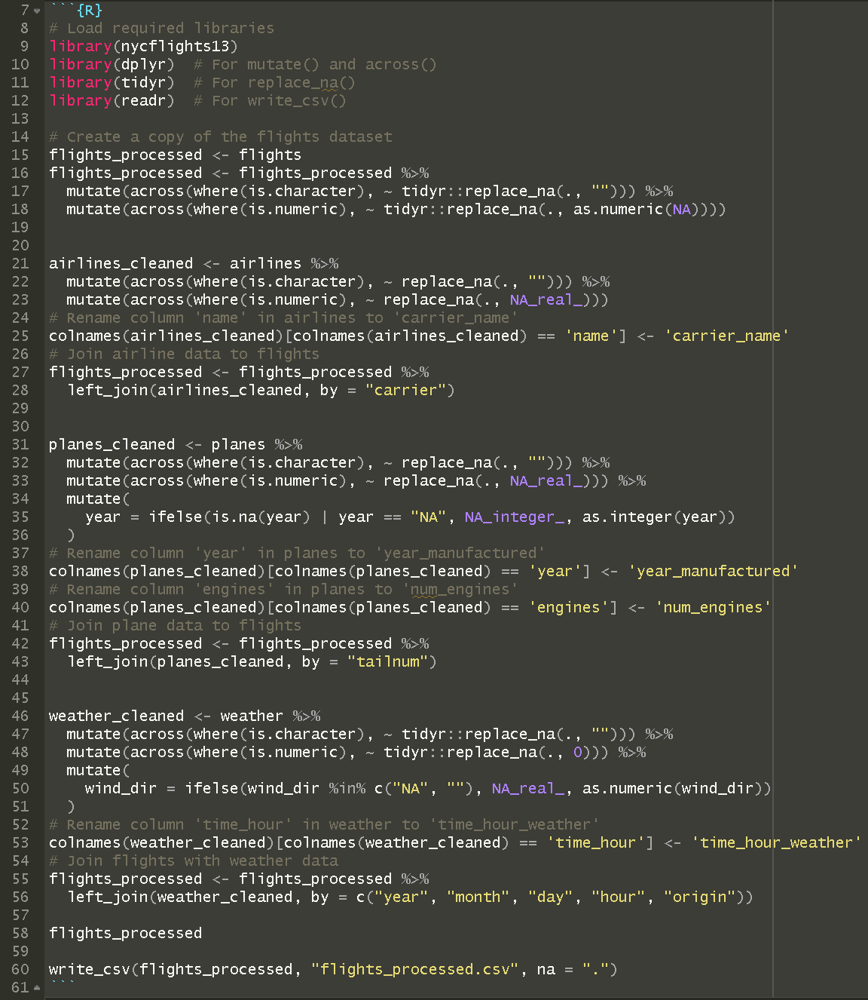 7 ```{R}
8 # Load required libraries
9 library(nycflights13)
10 library(dplyr)  # For mutate() and across()
11 library(tidyr)  # For replace_na()
12 library(readr)  # For write_csv()
13
14 # Create a copy of the flights dataset
15 flights_processed <- flights
16 flights_processed <- flights_processed %>%
17   mutate(across(where(is.character), ~ tidyr::replace_na(., ""))) %>%
18   mutate(across(where(is.numeric), ~ tidyr::replace_na(., as.numeric(NA))))
19
20
21 airlines_cleaned <- airlines %>%
22   mutate(across(where(is.character), ~ replace_na(., ""))) %>%
23   mutate(across(where(is.numeric), ~ replace_na(., NA_real_)))
24 # Rename column 'name' in airlines to 'carrier_name'
25 colnames(airlines_cleaned)[colnames(airlines_cleaned) == 'name'] <- 'carrier_name'
26 # Join airline data to flights
27 flights_processed <- flights_processed %>%
28   left_join(airlines_cleaned, by = "carrier")
29
30
31 planes_cleaned <- planes %>%
32   mutate(across(where(is.character), ~ replace_na(., ""))) %>%
33   mutate(across(where(is.numeric), ~ replace_na(., NA_real_))) %>%
34   mutate(
35     year = ifelse(is.na(year) | year == "NA", NA_integer_, as.integer(year))
36   )
37 # Rename column 'year' in planes to 'year_manufactured'
38 colnames(planes_cleaned)[colnames(planes_cleaned) == 'year'] <- 'year_manufactured'
39 # Rename column 'engines' in planes to 'num_engines'
40 colnames(planes_cleaned)[colnames(planes_cleaned) == 'engines'] <- 'num_engines'
41 # Join plane data to flights
42 flights_processed <- flights_processed %>%
43   left_join(planes_cleaned, by = "tailnum")
44
45
46 weather_cleaned <- weather %>%
47   mutate(across(where(is.character), ~ tidyr::replace_na(., ""))) %>%
48   mutate(across(where(is.numeric), ~ tidyr::replace_na(., 0))) %>%
49   mutate(
50     wind_dir = ifelse(wind_dir %in% c("NA", ""), NA_real_, as.numeric(wind_dir))
51   )
52 # Rename column 'time_hour' in weather to 'time_hour_weather'
53 colnames(weather_cleaned)[colnames(weather_cleaned) == 'time_hour'] <- 'time_hour_weather'
54 # Join flights with weather data
55 flights_processed <- flights_processed %>%
56   left_join(weather_cleaned, by = c("year", "month", "day", "hour", "origin"))
57
58 flights_processed
59
60 write_csv(flights_processed, "flights_processed.csv", na = ".")
61 ```